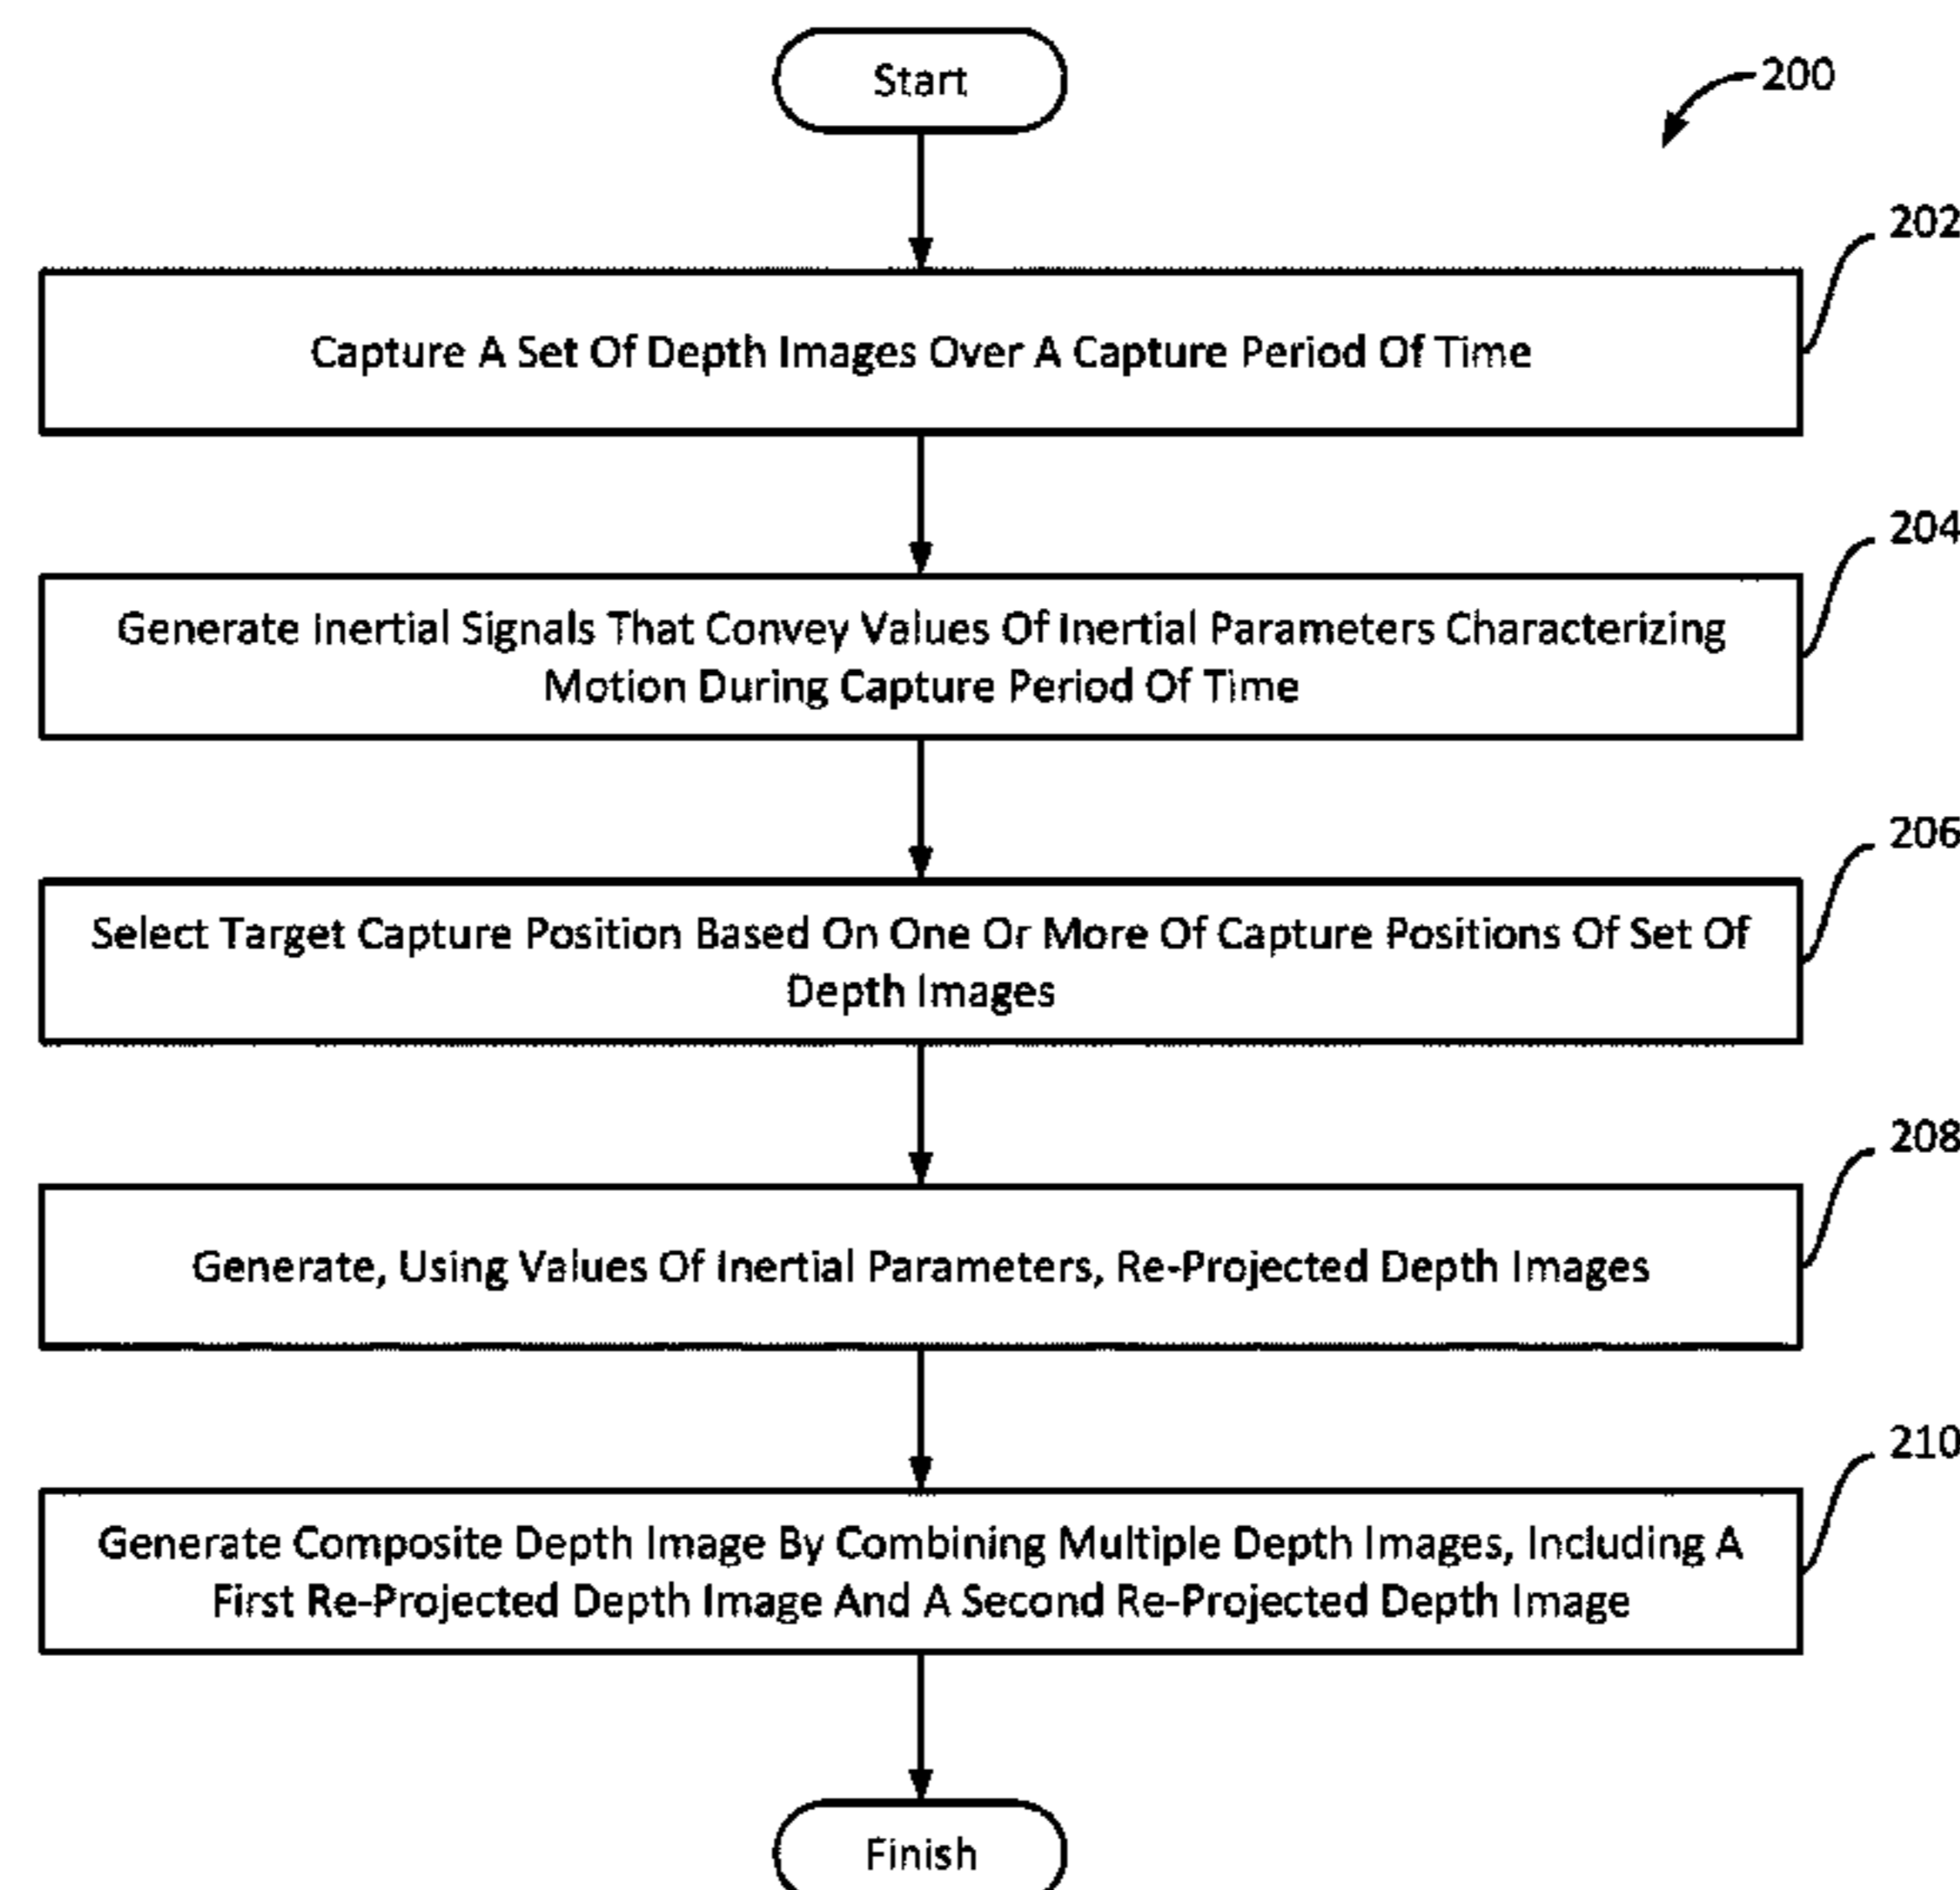 Start
200
202
Capture A Set Of Depth Images Over A Capture Period Of Time
204
Generate Inertial Signals That Convey Values Of Inertial Parameters Characterizing
Motion During Capture Period Of Time
206
Select Target Capture Position Based On One Or More Of Capture Positions Of Set Of
Depth Images
208
Generate, Using Values Of Inertial Parameters, Re-Projected Depth Images
210
Generate Composite Depth Image By Combining Multiple Depth Images, Including A
First Re-Projected Depth Image And A Second Re-Projected Depth Image
Finish